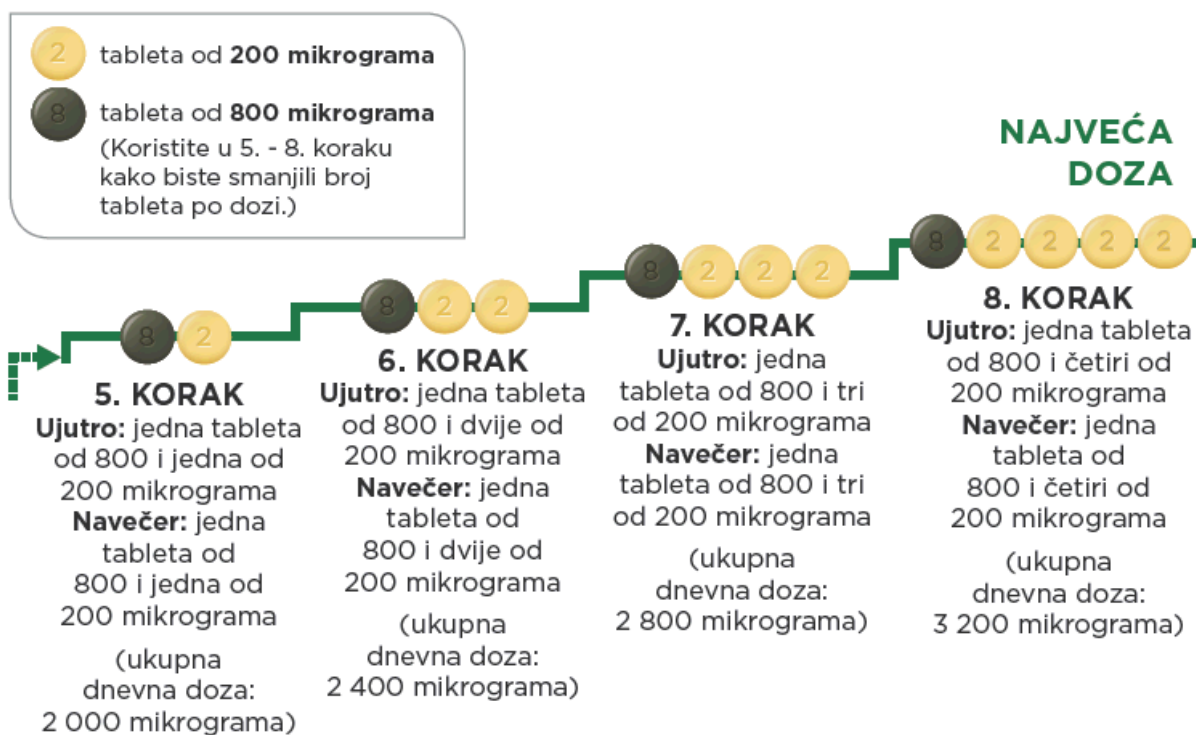 2 tableta od 200 mikrograma
8 tableta od 800 mikrograma
(Koristite u 5. - 8. koraku
kako biste smanjili broj
tableta po dozi.)
NAJVEĆA
DOZA
8 2
5. KORAK
Ujutro: jedna tableta
od 800 i jedna od
200 mikrograma
Navečer: jedna
tableta od
800 i jedna od
200 mikrograma
(ukupna
dnevna doza:
2 000 mikrograma)
8 2 2
6. KORAK
Ujutro: jedna tableta
od 800 i dvije od
200 mikrograma
Navečer: jedna
tableta od
800 i dvije od
200 mikrograma
(ukupna
dnevna doza:
2 400 mikrograma)
8 2 2 2
7. KORAK
Ujutro: jedna
tableta od 800 i tri
od 200 mikrograma
Navečer: jedna
tableta od 800 i tri
od 200 mikrograma
(ukupna
dnevna doza:
2 800 mikrograma)
8 2 2 2 2
8. KORAK
Ujutro: jedna tableta
od 800 i četiri od
200 mikrograma
Navečer: jedna
tableta od
800 i četiri od
200 mikrograma
(ukupna
dnevna doza:
3 200 mikrograma)